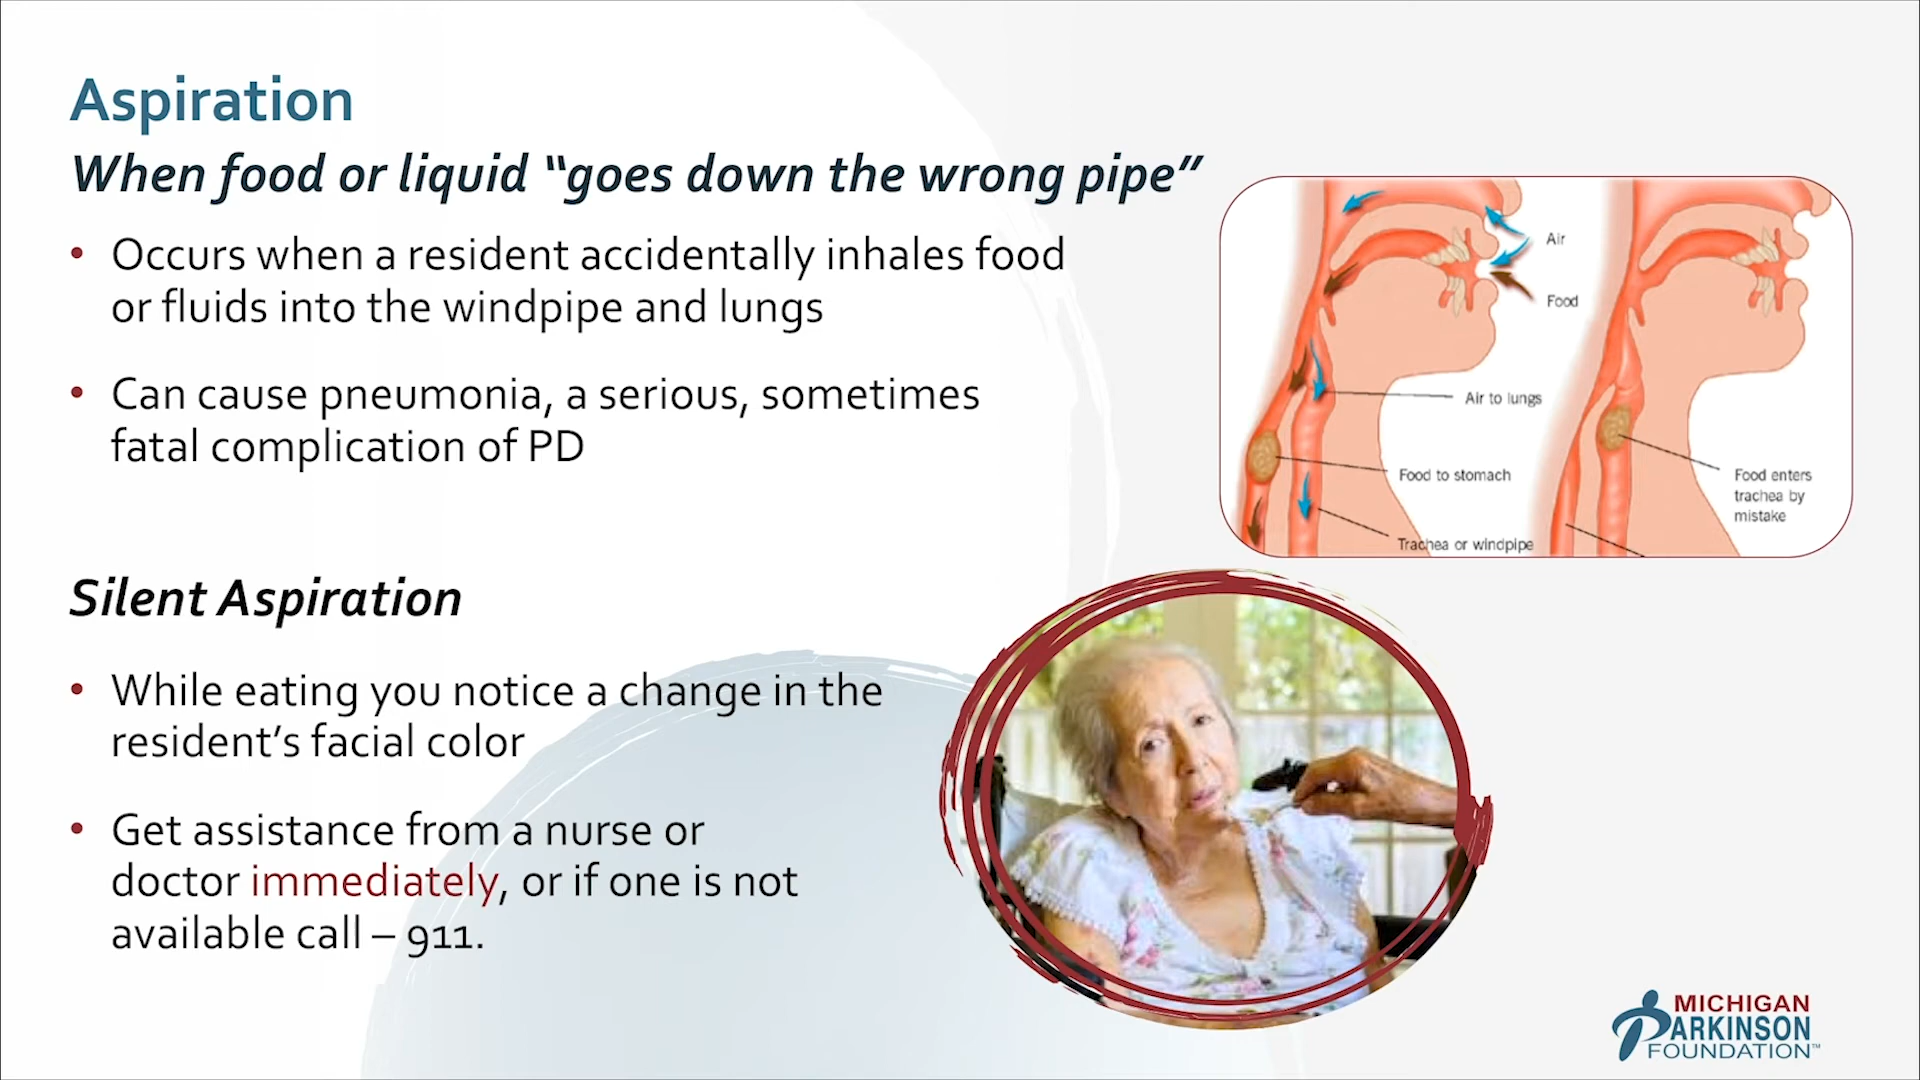 Aspiration
When food or liquid “goes down the wrong pipe”
• Occurs when a resident accidentally inhales food
or fluids into the windpipe and lungs
• Can cause pneumonia, a serious, sometimes
fatal complication of PD
Air
Food
Air to lungs
Food to stomach
Trachea or windpipe
Food enters
trachea by
mistake
Silent Aspiration
• While eating you notice a change in the
resident’s facial color
• Get assistance from a nurse or
doctor immediately, or if one is not
available call – 911.
MICHIGAN
PARKINSON
FOUNDATION™